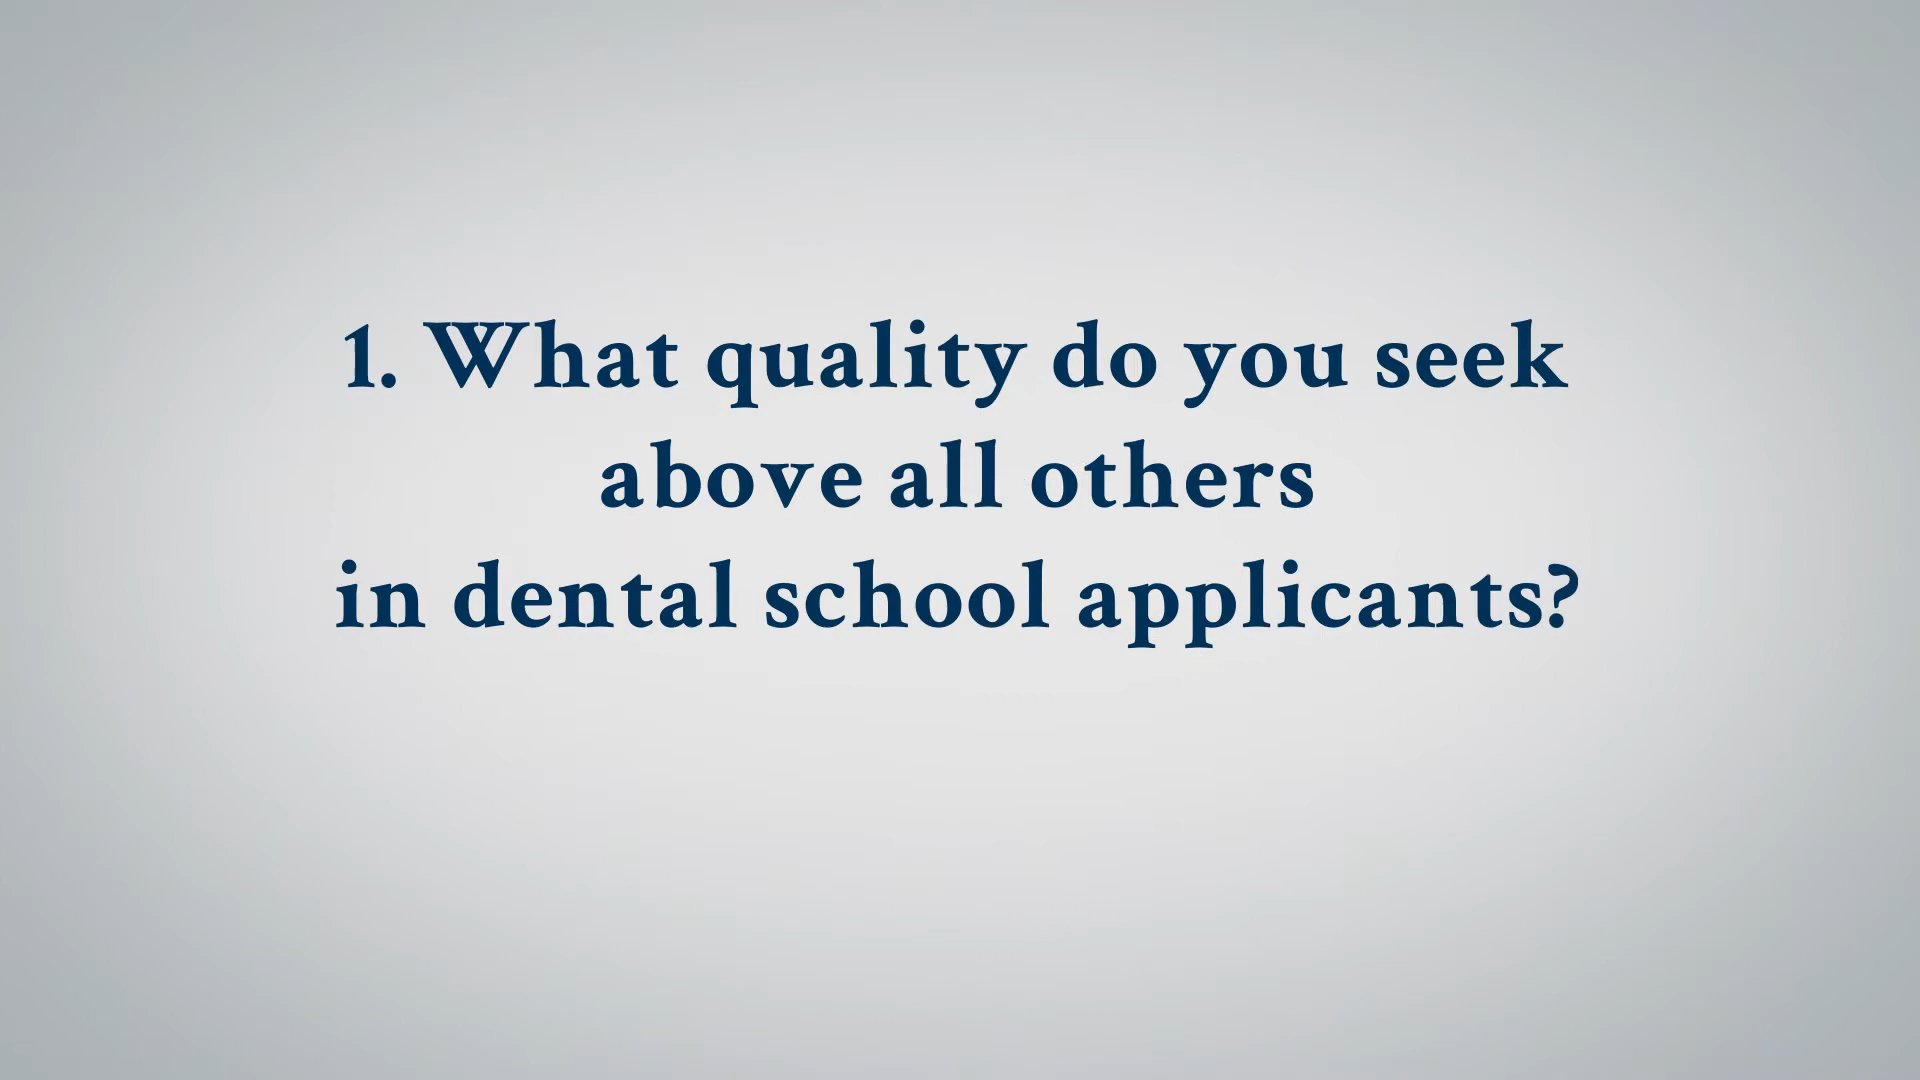 1. What quality do you seek
above all others
in dental school applicants?